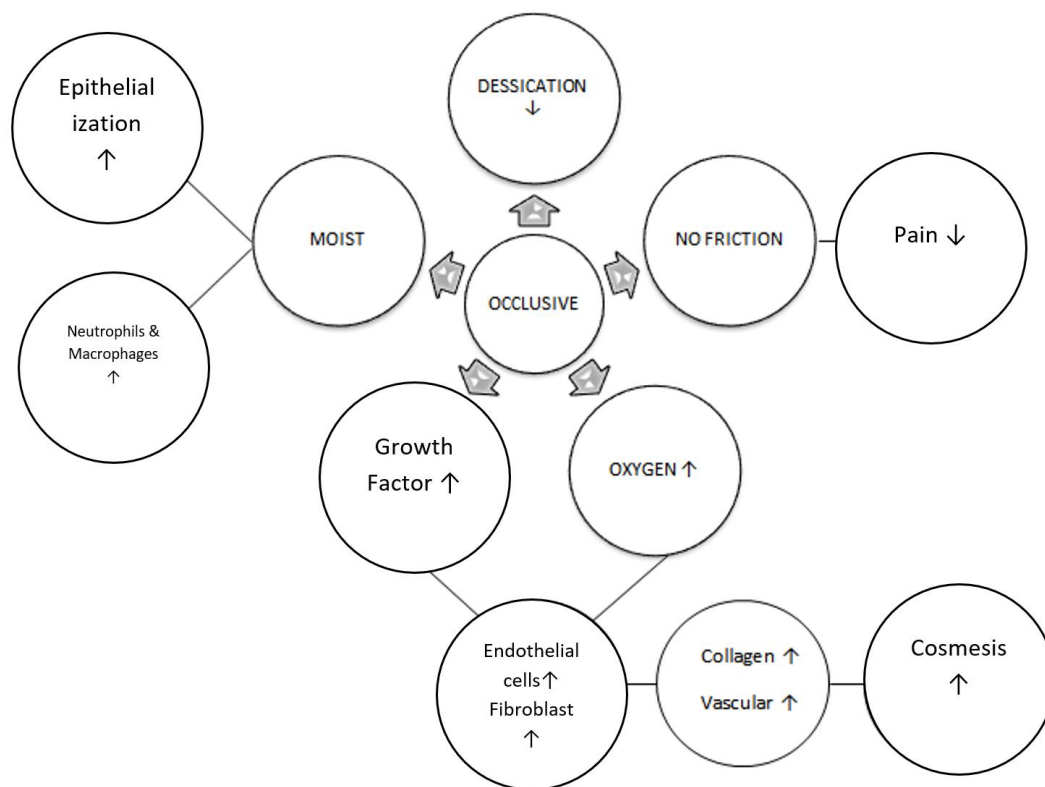 DESSICATION
↓
Epithelial
ization
↑
MOIST
NO FRICTION
Pain ↓
OCCLUSIVE
Neutrophils &
Macrophages
↑
Growth
Factor ↑
OXYGEN ↑
Endothelial
cells↑
Fibroblast
↑
Collagen ↑
Vascular ↑
Cosmesis
↑